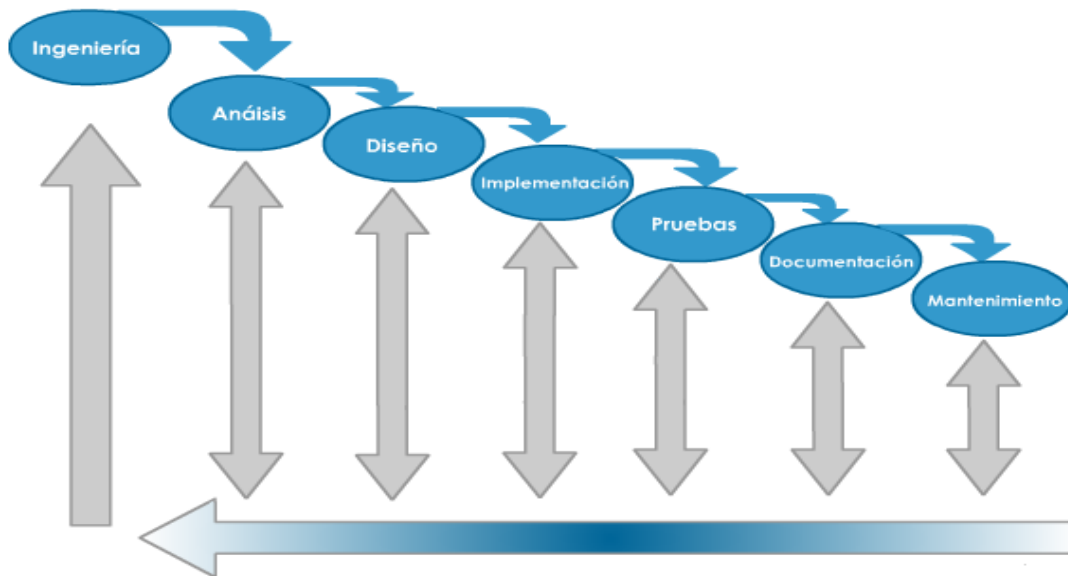 Ingeniería
Anáisis
Diseño
Implementación
Pruebas
Documentación
Mantenimiento